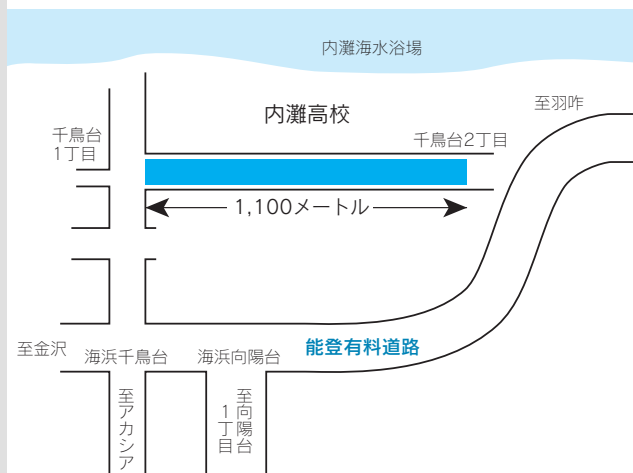 内灘海水浴場
至羽咋
内灘高校
千鳥台
1丁目
千鳥台2丁目
1,100メートル
至金沢
海浜千鳥台
海浜向陽台
能登有料道路
至アカシア
至向陽台
1丁目